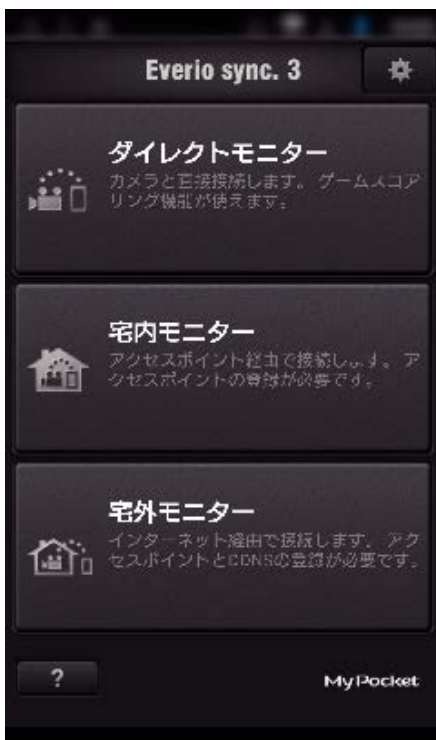 Everio sync. 3
ダイレクトモニター
カメラと直接接続します。 ゲームスコア
リング機能が使えます。
宅内モニター
アクセスポイント経由で接続します。 ア
クセスポイントの登録が必要です。
宅外モニター
インターネット経由で接続します。 アク
セスポイントとDDNSの登録が必要です。
?
My Pocket